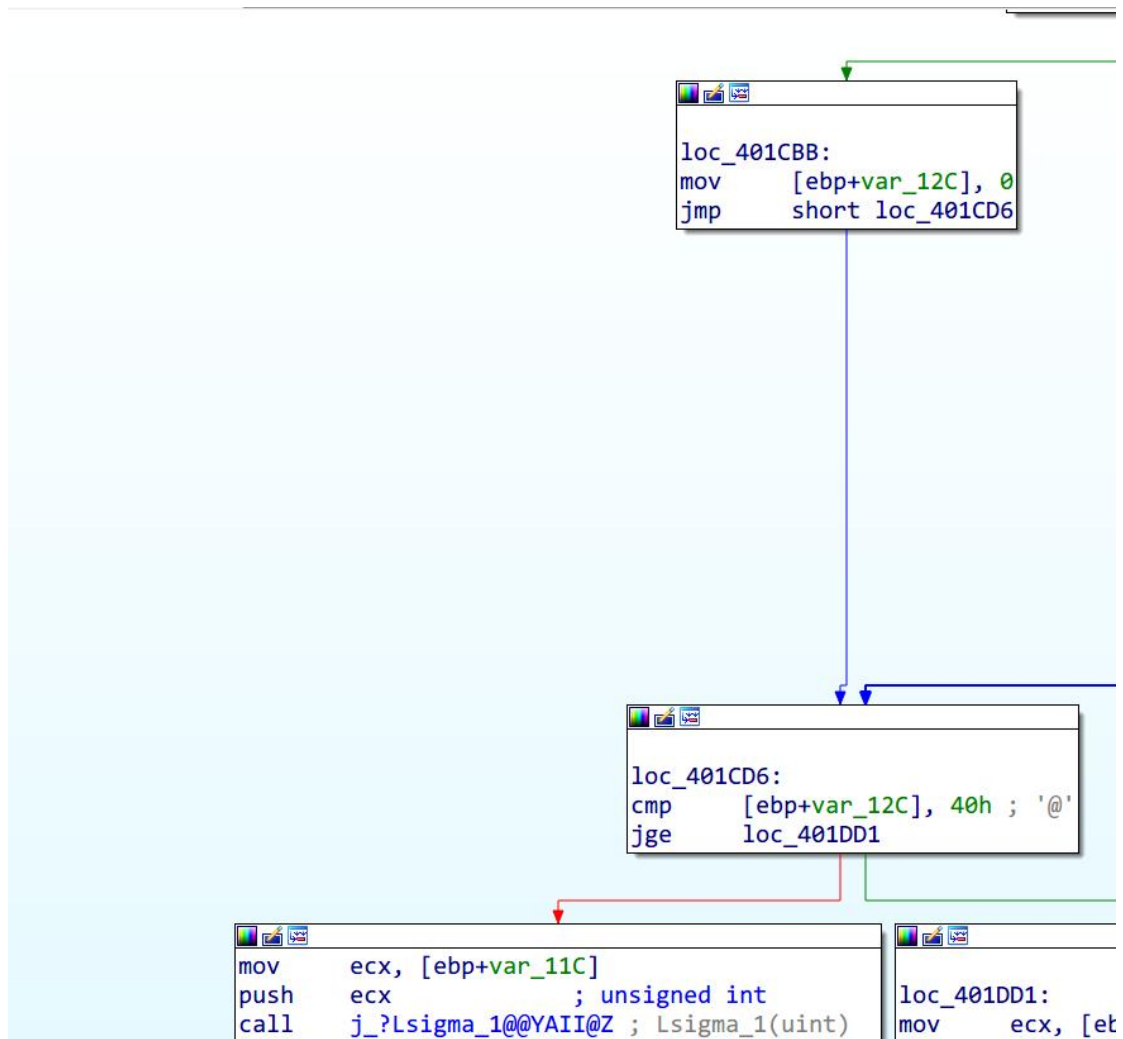 loc_401CBB:
mov [ebp+var_12C], 0
jmp short loc_401CD6
loc_401CD6:
cmp [ebp+var_12C], 40h ; '@'
jge loc_401DD1
mov ecx, [ebp+var_11C]
push ecx ; unsigned int
call j_?Lsigma_1@@YAII@Z ; Lsigma_1(uint)
loc_401DD1:
mov ecx, [eb